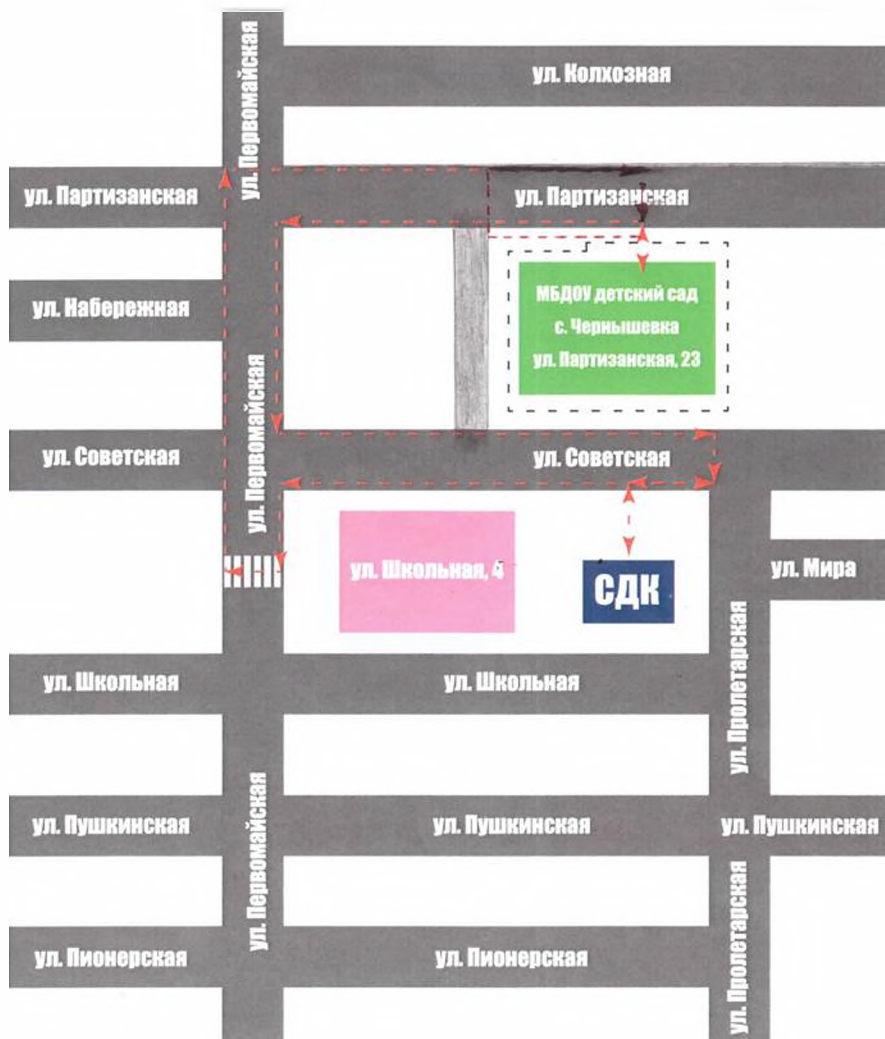 ул. Первомайская
ул. Колхозная
ул. Партизанская
ул. Партизанская
ул. Набережная
МБДОУ детский сад
с. Чернышевка
ул. Партизанская, 23
ул. Первомайская
ул. Советская
ул. Советская
ул. Школьная, 4
СДК
ул. Мира
ул. Школьная
ул. Школьная
ул. Пролетарская
ул. Пушкинская
ул. Пушкинская
ул. Пушкинская
ул. Первомайская
ул. Пролетарская
ул. Пионерская
ул. Пионерская